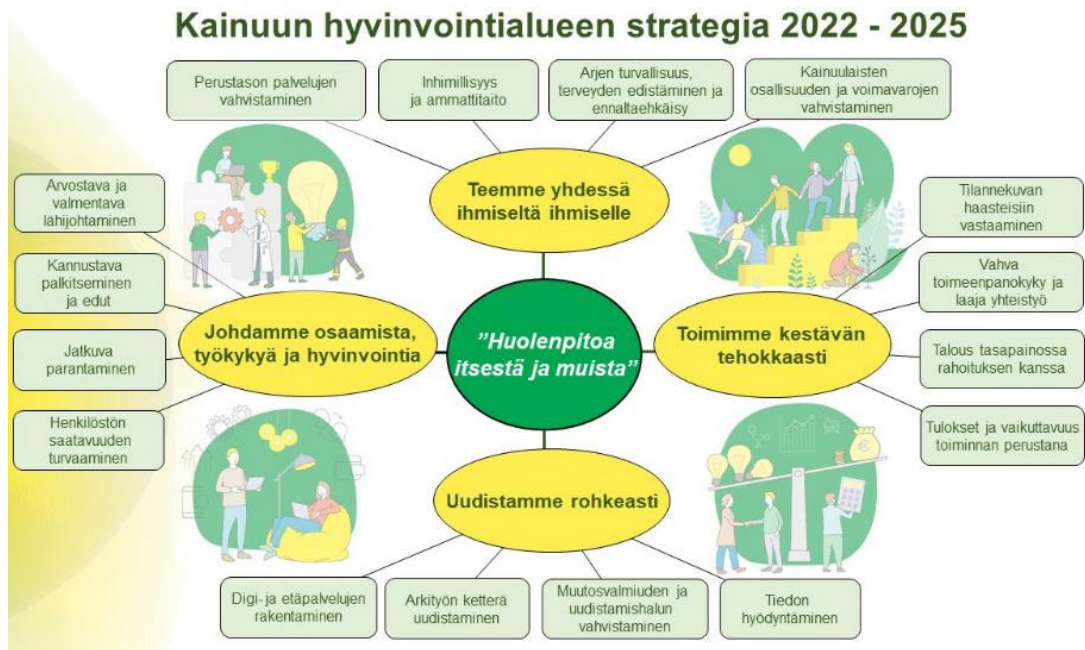 Kainuun hyvinvointialueen strategia 2022 - 2025
Perustason palvelujen
vahvistaminen
Inhimillisyys
ja ammattitaito
Arjen turvallisuus,
terveyden edistäminen ja
ennaltaehkäisy
Kainuulaisten
osallisuuden ja voimavarojen
vahvistaminen
Teemme yhdessä
ihmiseltä ihmiselle
Arvostava ja
valmentava
lähijohtaminen
Kannustava
palkitseminen
ja edut
Jatkuva
parantaminen
Henkilöstön
saatavuuden
turvaaminen
Johdamme osaamista,
työkykyä ja hyvinvointia
"Huolenpitoa
itsestä ja muista"
Toimimme kestävän
tehokkaasti
Tilannekuvan
haasteisiin
vastaaminen
Vahva
toimeenpanokyky ja
laaja yhteistyö
Talous tasapainossa
rahoituksen kanssa
Tulokset ja vaikuttavuus
toiminnan perustana
Uudistamme rohkeasti
Digi- ja etäpalvelujen
rakentaminen
Arkityön ketterä
uudistaminen
Muutosvalmiuden ja
uudistamishalun
vahvistaminen
Tiedon
hyödyntäminen